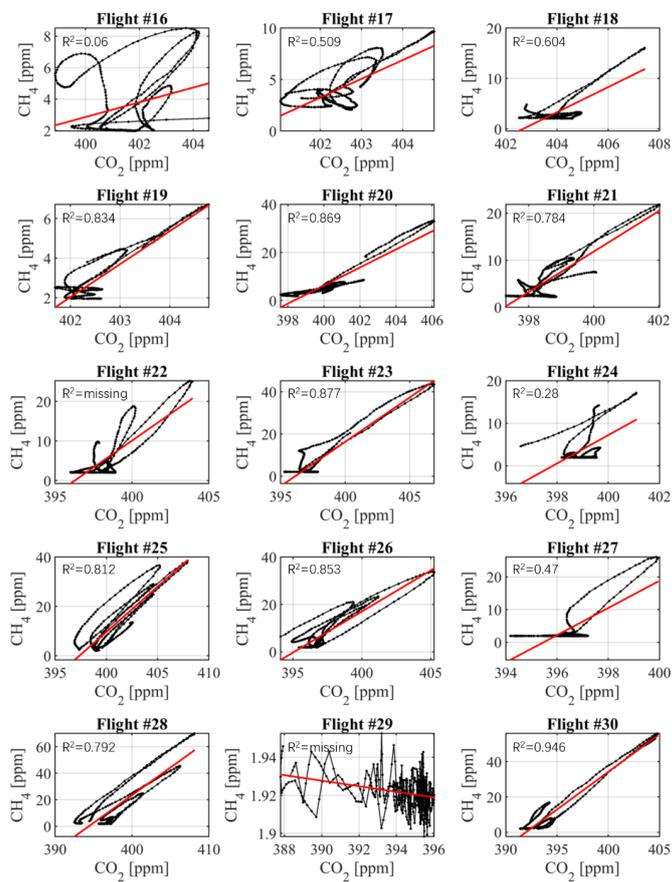 Flight #16
R²=0.06
8
6
4
2
CH₄ [ppm]
400 402 404
CO₂ [ppm]
Flight #17
R²=0.509
10
5
0
CH₄ [ppm]
402 403 404
CO₂ [ppm]
Flight #18
R²=0.604
20
10
0
CH₄ [ppm]
402 404 406 408
CO₂ [ppm]
Flight #19
R²=0.834
6
4
2
CH₄ [ppm]
402 403 404
CO₂ [ppm]
Flight #20
R²=0.869
40
20
0
CH₄ [ppm]
398 400 402 404 406
CO₂ [ppm]
Flight #21
R²=0.784
20
10
0
CH₄ [ppm]
398 400 402
CO₂ [ppm]
Flight #22
R²=missing
20
10
0
CH₄ [ppm]
395 400 405
CO₂ [ppm]
Flight #23
R²=0.877
40
20
0
CH₄ [ppm]
395 400 405
CO₂ [ppm]
Flight #24
R²=0.28
20
10
0
CH₄ [ppm]
396 398 400 402
CO₂ [ppm]
Flight #25
R²=0.812
40
20
0
CH₄ [ppm]
395 400 405 410
CO₂ [ppm]
Flight #26
R²=0.853
40
20
0
CH₄ [ppm]
395 400 405
CO₂ [ppm]
Flight #27
R²=0.47
20
10
0
CH₄ [ppm]
394 396 398 400
CO₂ [ppm]
Flight #28
R²=0.792
60
40
20
0
CH₄ [ppm]
390 400 410
CO₂ [ppm]
Flight #29
R²=missing
1.94
1.92
1.9
CH₄ [ppm]
388 390 392 394 396
CO₂ [ppm]
Flight #30
R²=0.946
40
20
0
CH₄ [ppm]
390 395 400 405
CO₂ [ppm]